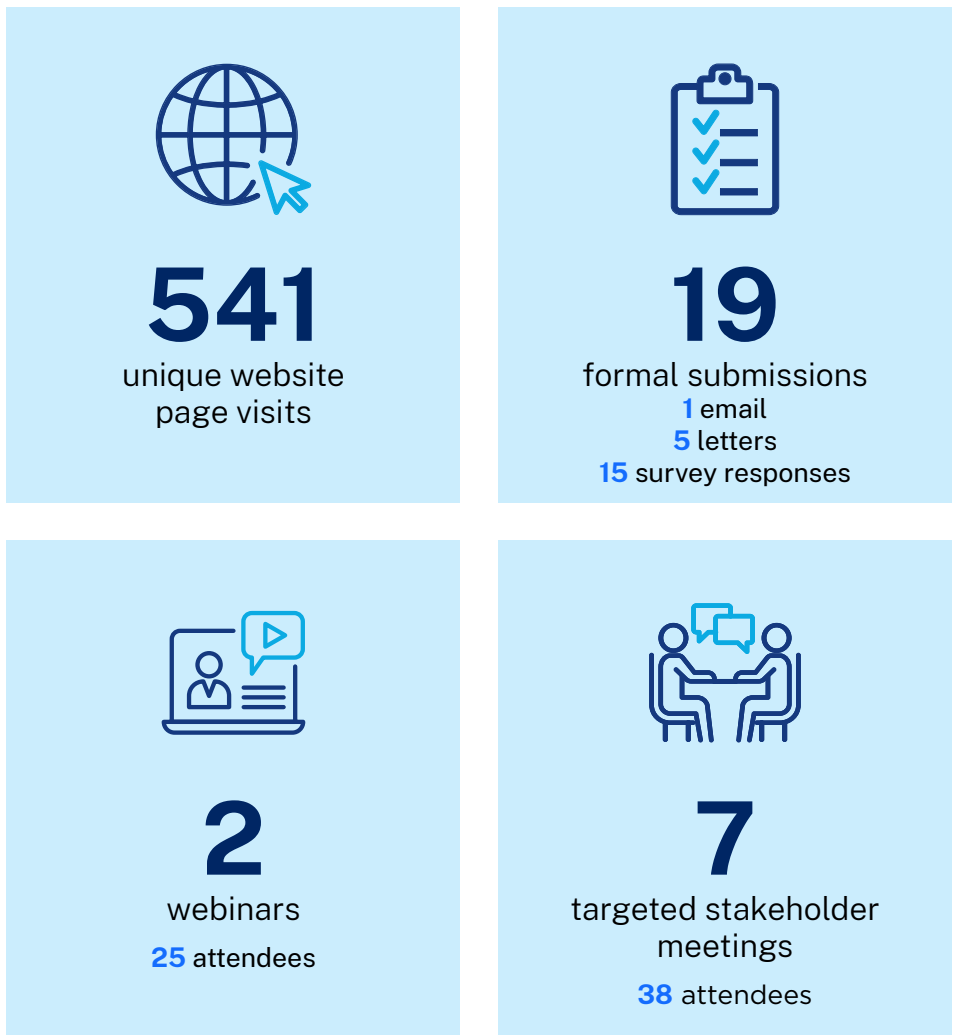 541
unique website
page visits
19
formal submissions
1 email
5 letters
15 survey responses
2
webinars
25 attendees
7
targeted stakeholder
meetings
38 attendees